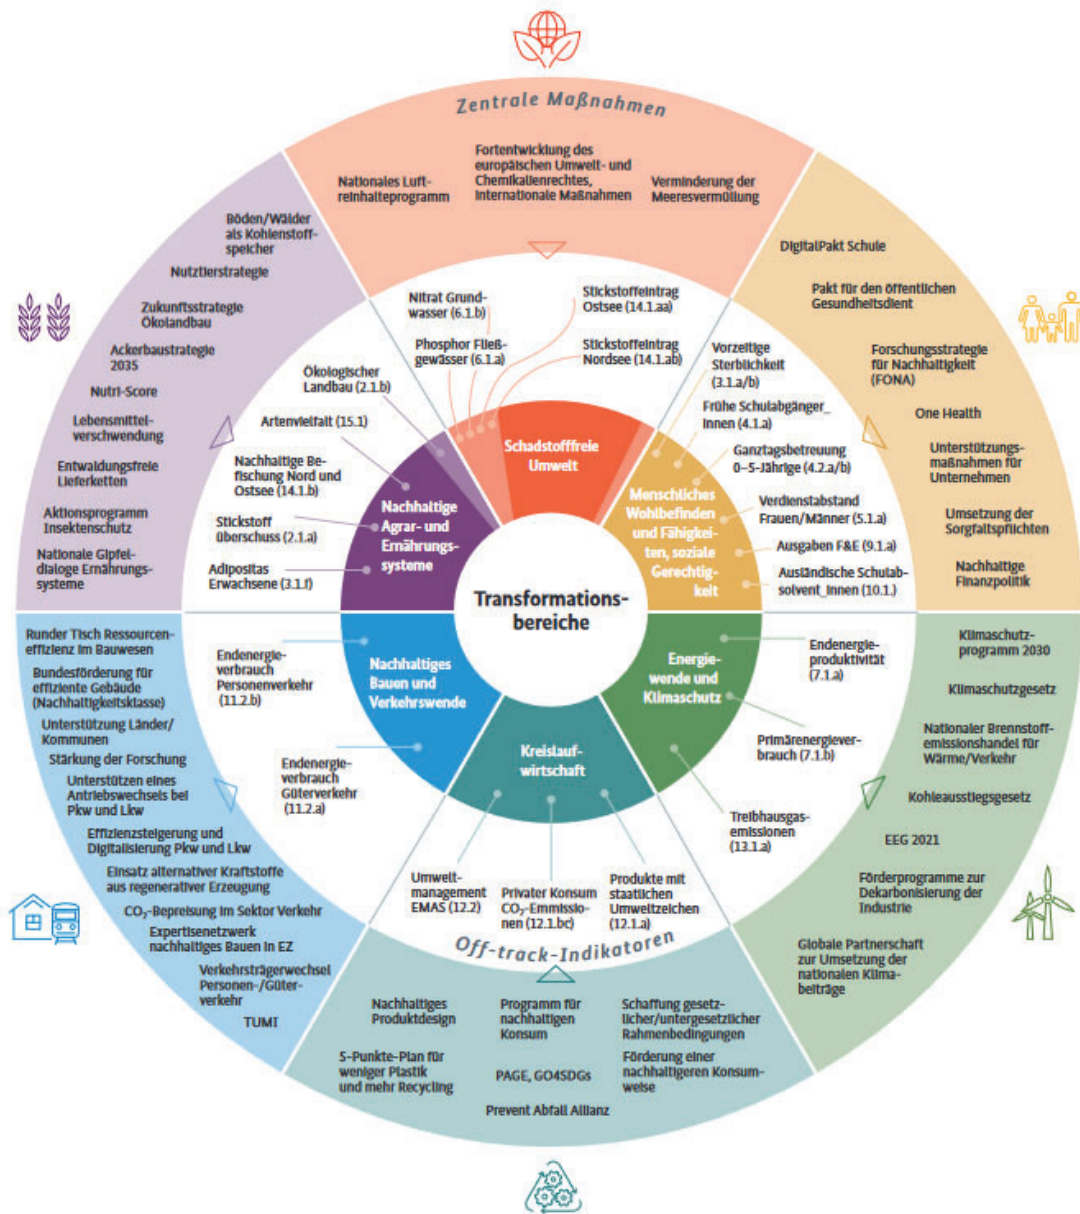 Zentrale Maßnahmen
Nationales Luft-
reinhalteprogramm
Fortentwicklung des
europäischen Umwelt- und
Chemikalienrechtes,
Internationale Maßnahmen
Verminderung der
Meeresvermüllung
DigitalPakt Schule
Pakt für den öffentlichen
Gesundheitsdient
Forschungsstrategie
für Nachhaltigkeit
(FONA)
One Health
Unterstützungs-
maßnahmen für
Unternehmen
Umsetzung der
Sorgfaltspflichten
Nachhaltige
Finanzpolitik
Klimaschutz-
programm 2030
Klimaschutzgesetz
Nationaler Brennstoff-
emissionshandel für
Wärme/Verkehr
Kohleausstiegsgesetz
EEG 2021
Förderprogramme zur
Dekarbonisierung der
Industrie
Globale Partnerschaft
zur Umsetzung der
nationalen Klima-
beiträge
Nachhaltiges
Produktdesign
Programm für
nachhaltigen
Konsum
Schaffung gesetz-
licher/untergesetzlicher
Rahmenbedingungen
5-Punkte-Plan für
weniger Plastik
und mehr Recycling
PAGE, GO4SDGs
Förderung einer
nachhaltigeren Konsum-
weise
Prevent Abfall Allianz
Runder Tisch Ressourcen-
effizienz im Bauwesen
Bundesförderung für
effiziente Gebäude
(Nachhaltigkeitsklasse)
Unterstützung Länder/
Kommunen
Stärkung der Forschung
Unterstützen eines
Antriebswechsels bei
Pkw und Lkw
Effizienzsteigerung und
Digitalisierung Pkw und Lkw
Einsatz alternativer Kraftstoffe
aus regenerativer Erzeugung
CO₂-Bepreisung im Sektor Verkehr
Expertisenetzwerk
nachhaltiges Bauen in EZ
Verkehrsträgerwechsel
Personen-/Güter-
verkehr
TUMI
Böden/Wälder
als Kohlenstoff-
speicher
Nutztierstrategie
Zukunftsstrategie
Ökolandbau
Ackerbaustrategie
2035
Nutri-Score
Lebensmittel-
verschwendung
Entwaldungsfreie
Lieferketten
Aktionsprogramm
Insektenschutz
Nationale Gipfel-
dialoge Ernährungs-
systeme
Nitrat Grund-
wasser (6.1.b)
Phosphor Fließ-
gewässer (6.1.a)
Stickstoffeintrag
Ostsee (14.1.aa)
Stickstoffeintrag
Nordsee (14.1.ab)
Vorzeitige
Sterblichkeit
(3.1.a/b)
Frühe Schulabgänger_
Innen (4.1.a)
Ganztagsbetreuung
0–5-Jährige (4.2.a/b)
Verdienstabstand
Frauen/Männer (5.1.a)
Ausgaben F&E (9.1.a)
Ausländische Schulab-
solvent_Innen (10.1.)
Endenergie-
produktivität
(7.1.a)
Primärenergiever-
brauch (7.1.b)
Treibhausgas-
emissionen
(13.1.a)
Produkte mit
staatlichen
Umweltzeichen
(12.1.a)
Privater Konsum
CO₂-Emmissio-
nen (12.1.bc)
Umwelt-
management
EMAS (12.2)
Off-track-Indikatoren
Endenergie-
verbrauch
Güterverkehr
(11.2.a)
Endenergie-
verbrauch
Personenverkehr
(11.2.b)
Adipositas
Erwachsene (3.1.f)
Stickstoff
überschuss (2.1.a)
Nachhaltige Be-
fischung Nord und
Ostsee (14.1.b)
Artenvielfalt (15.1)
Ökologischer
Landbau (2.1.b)
Schadstofffreie
Umwelt
Menschliches
Wohlbefinden
und Fähigkei-
ten, soziale
Gerechtig-
keit
Energie-
wende und
Klimaschutz
Kreislauf-
wirtschaft
Nachhaltiges
Bauen und
Verkehrswende
Nachhaltige
Agrar- und
Ernährungs-
systeme
Transformations-
bereiche